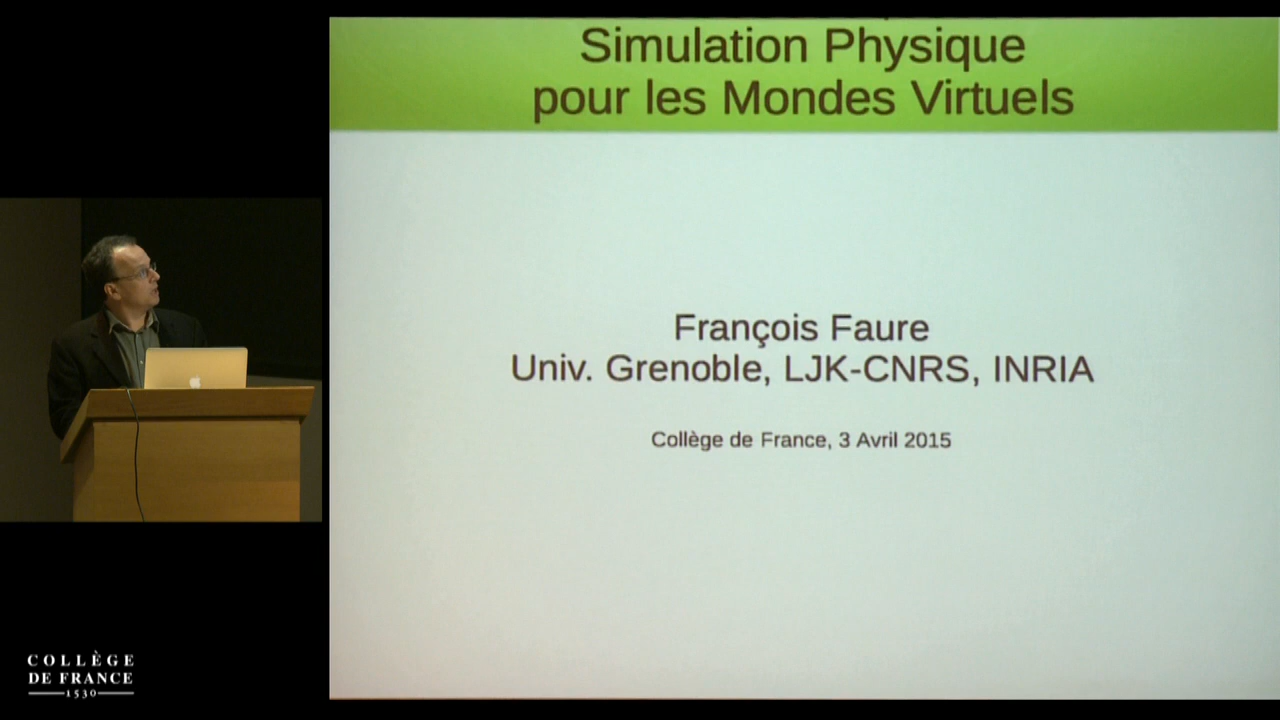 Simulation Physique
pour les Mondes Virtuels
François Faure
Univ. Grenoble, LJK-CNRS, INRIA
Collège de France, 3 Avril 2015
COLLÈGE
DE FRANCE
1530